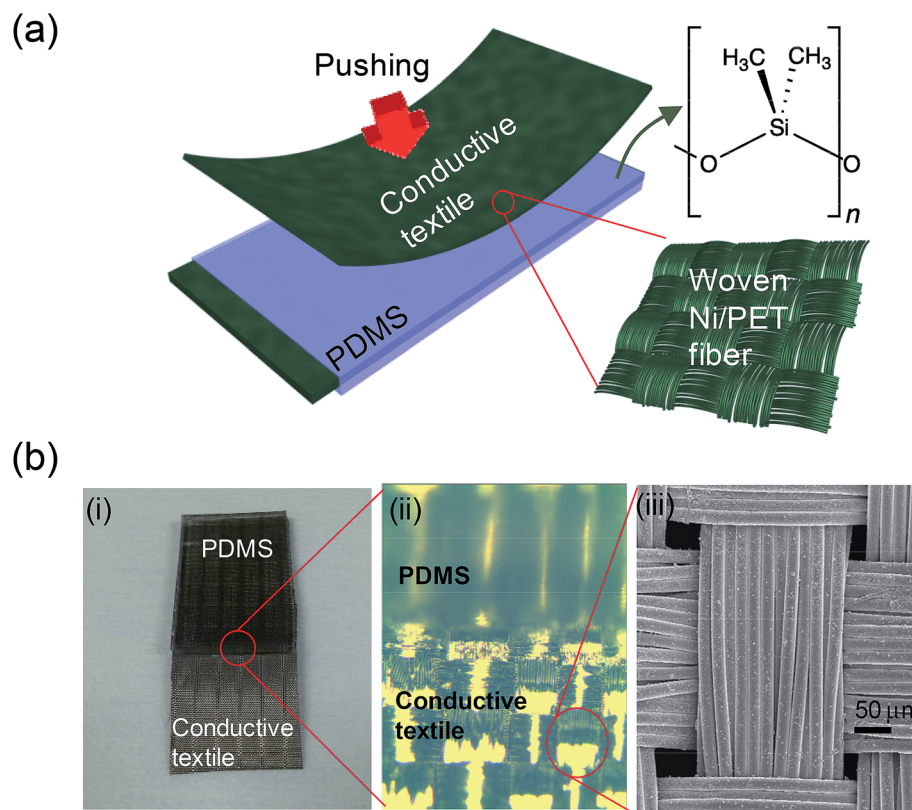 (a)
Pushing
Conductive
textile
PDMS
H₃C
CH₃
Si
O
O
n
Woven
Ni/PET
fiber
(b)
(i)
PDMS
Conductive
textile
(ii)
PDMS
Conductive
textile
(iii)
50 μm